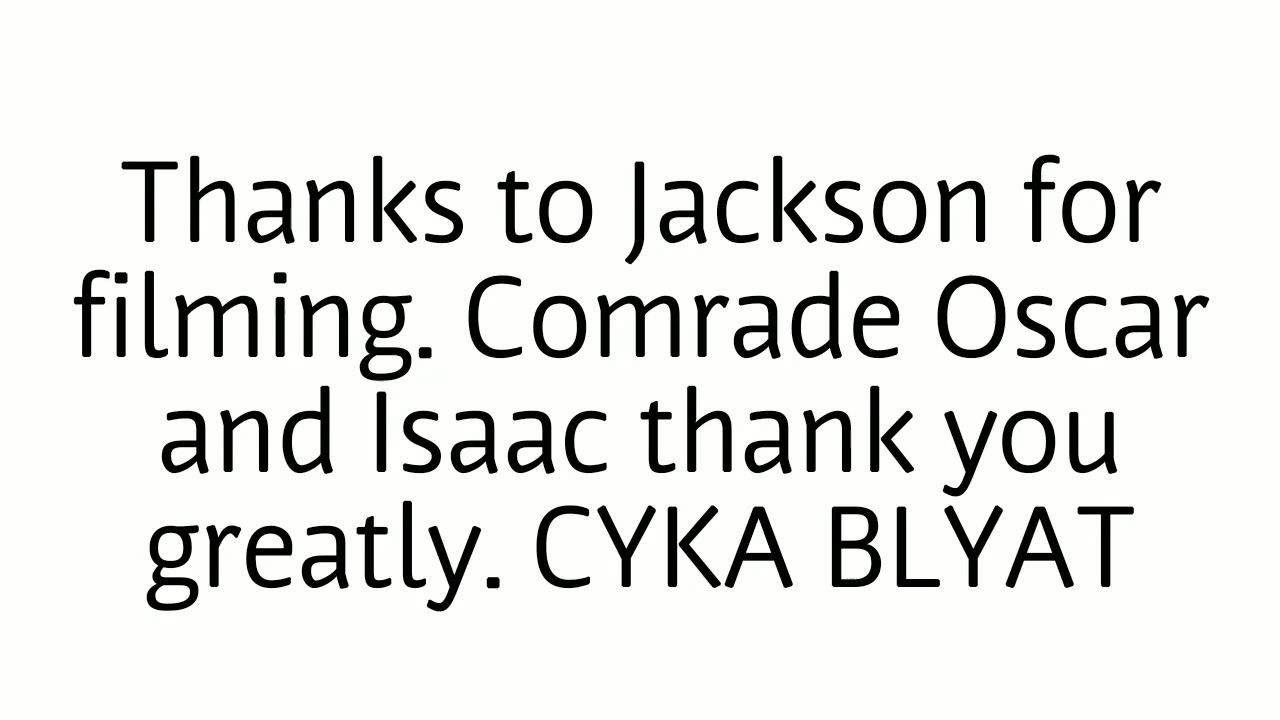 Thanks to Jackson for
filming. Comrade Oscar
and Isaac thank you
greatly. CYKA BLYAT